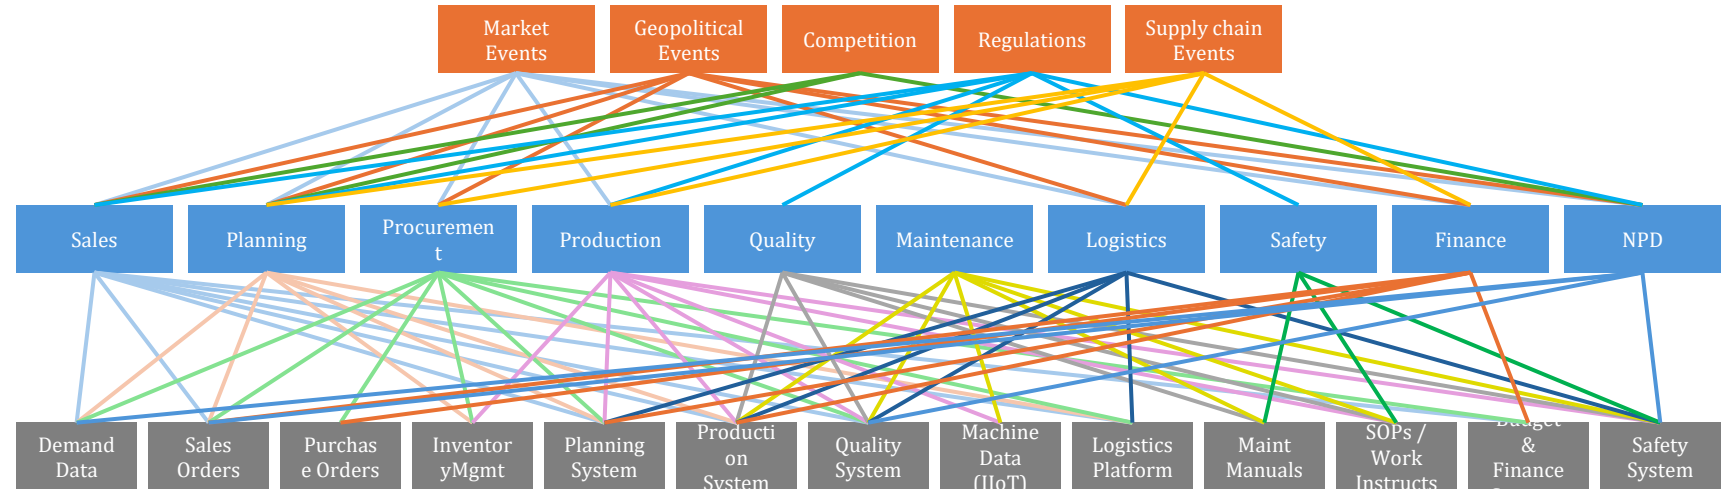 Market
Events
Geopolitical
Events
Competition
Regulations
Supply chain
Events
Sales
Planning
Procuremen
t
Production
Quality
Maintenance
Logistics
Safety
Finance
NPD
Demand
Data
Sales
Orders
Purchas
e Orders
Inventor
yMgmt
Planning
System
Producti
on
System
Quality
System
Machine
Data
(IIoT)
Logistics
Platform
Maint
Manuals
SOPs /
Work
Instructs
Budget
&
Finance
Safety
System